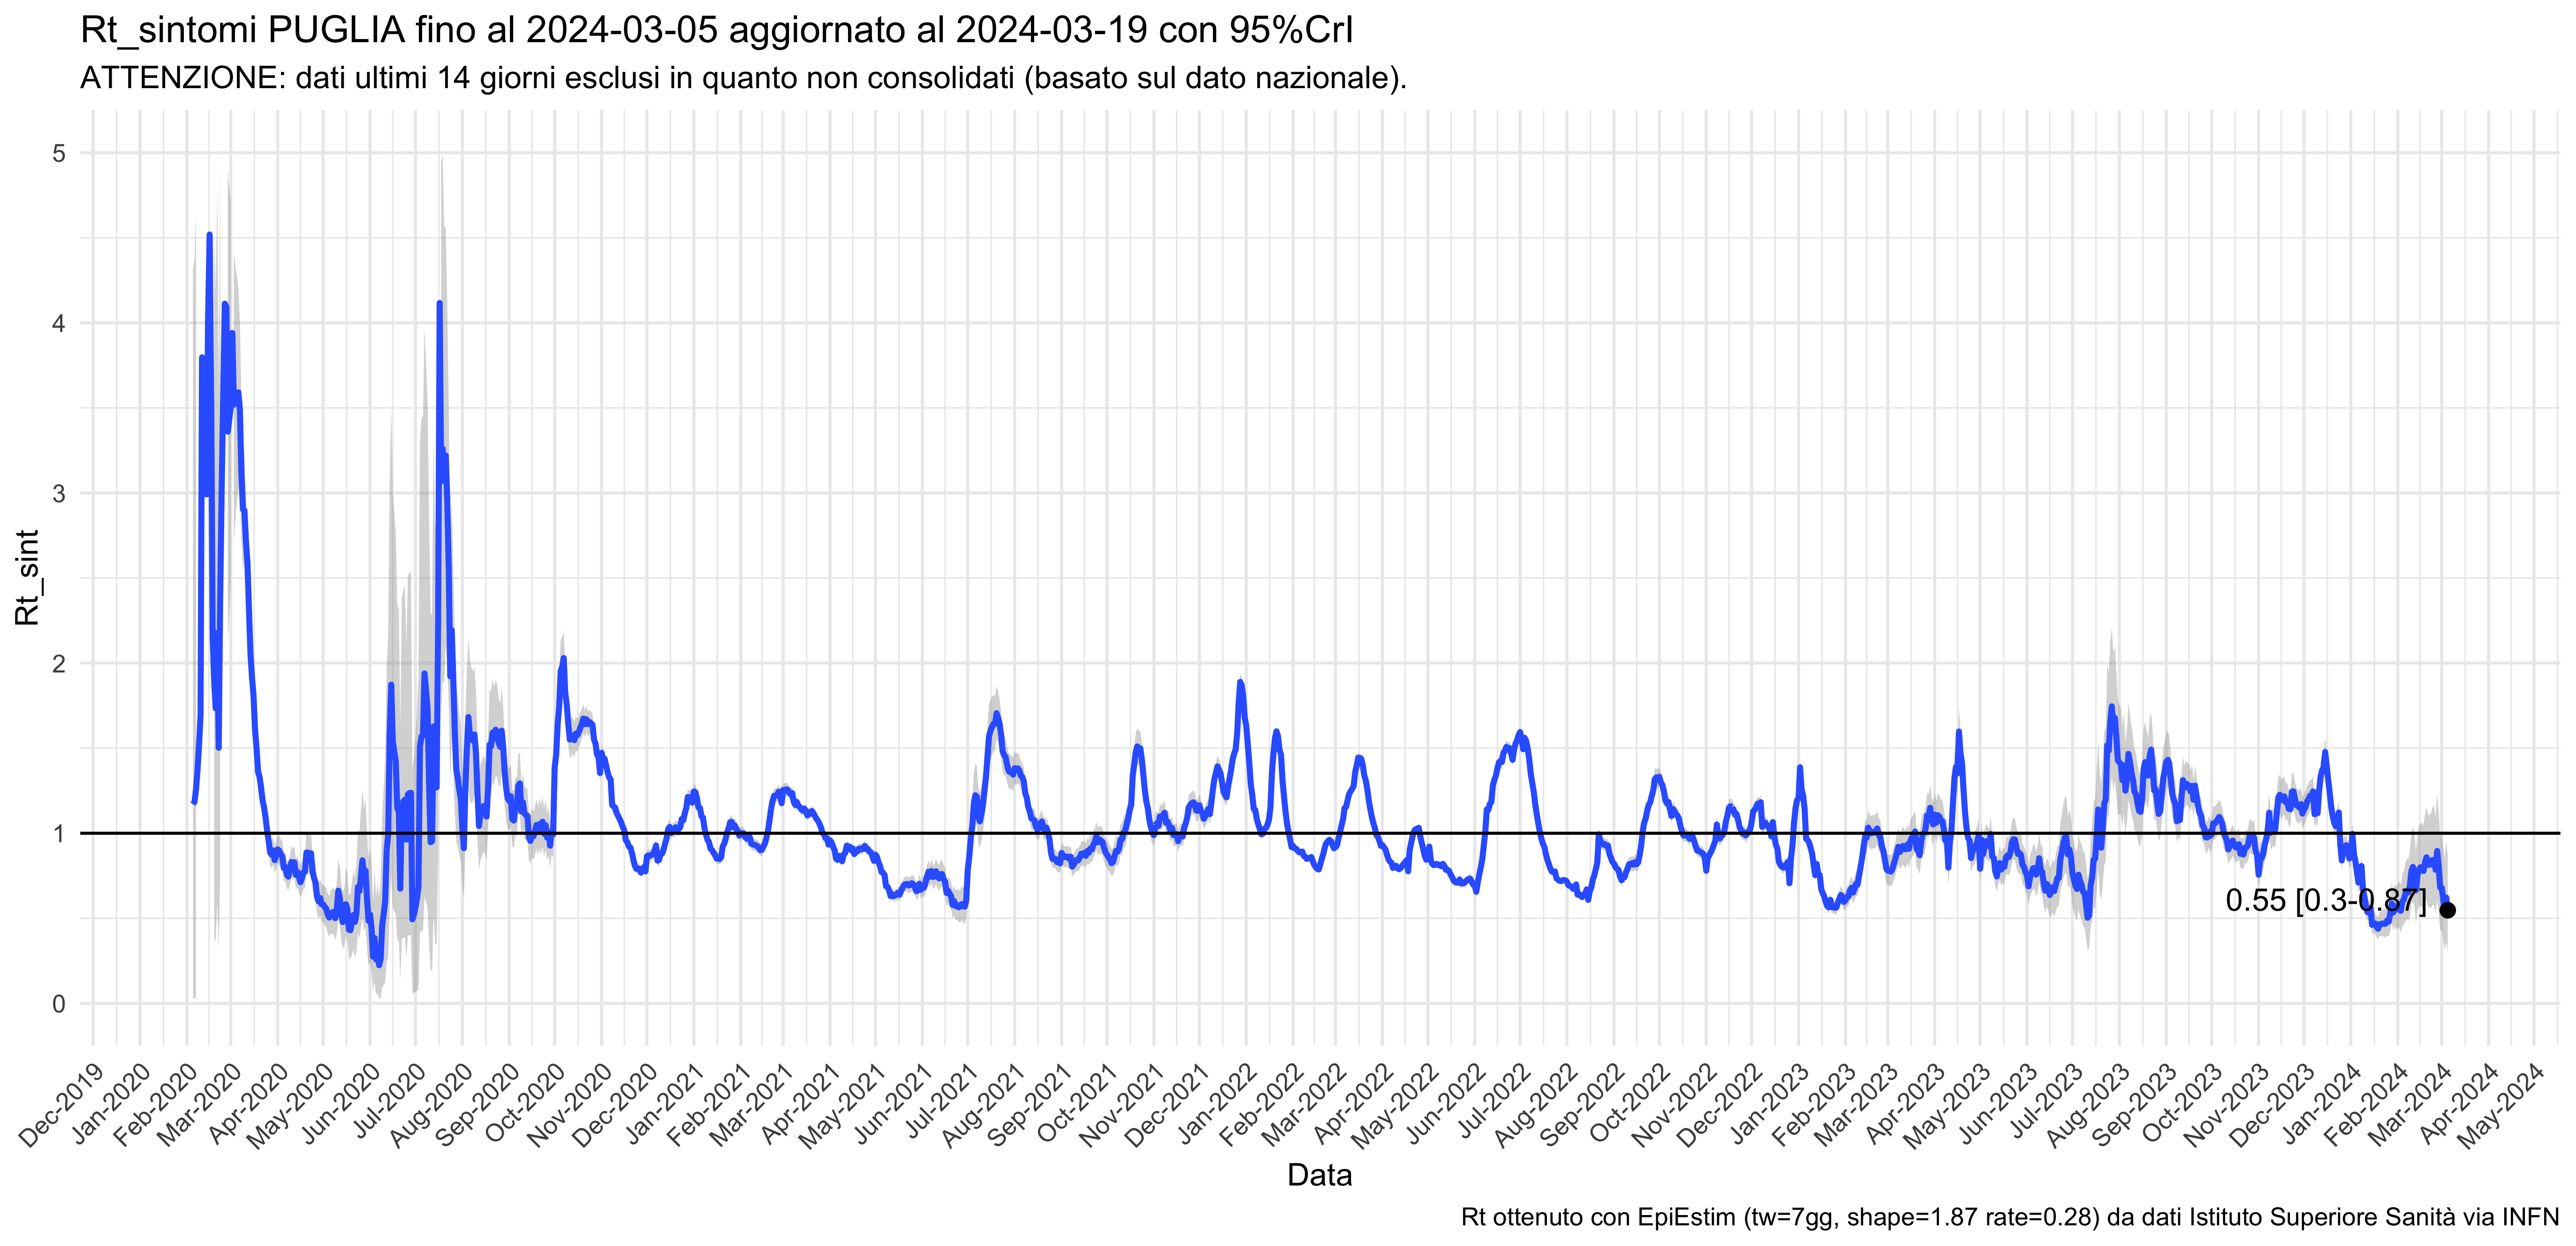 Rt_sintomi PUGLIA fino al 2024-03-05 aggiornato al 2024-03-19 con 95%CrI
ATTENZIONE: dati ultimi 14 giorni esclusi in quanto non consolidati (basato sul dato nazionale).
Rt_sint
5
4
3
2
1
0
0.55 [0.3-0.87]
Dec-2019
Jan-2020
Feb-2020
Mar-2020
Apr-2020
May-2020
Jun-2020
Jul-2020
Aug-2020
Sep-2020
Oct-2020
Nov-2020
Dec-2020
Jan-2021
Feb-2021
Mar-2021
Apr-2021
May-2021
Jun-2021
Jul-2021
Aug-2021
Sep-2021
Oct-2021
Nov-2021
Dec-2021
Jan-2022
Feb-2022
Mar-2022
Apr-2022
May-2022
Jun-2022
Jul-2022
Aug-2022
Sep-2022
Oct-2022
Nov-2022
Dec-2022
Jan-2023
Feb-2023
Mar-2023
Apr-2023
May-2023
Jun-2023
Jul-2023
Aug-2023
Sep-2023
Oct-2023
Nov-2023
Dec-2023
Jan-2024
Feb-2024
Mar-2024
Apr-2024
May-2024
Data
Rt ottenuto con EpiEstim (tw=7gg, shape=1.87 rate=0.28) da dati Istituto Superiore Sanità via INFN